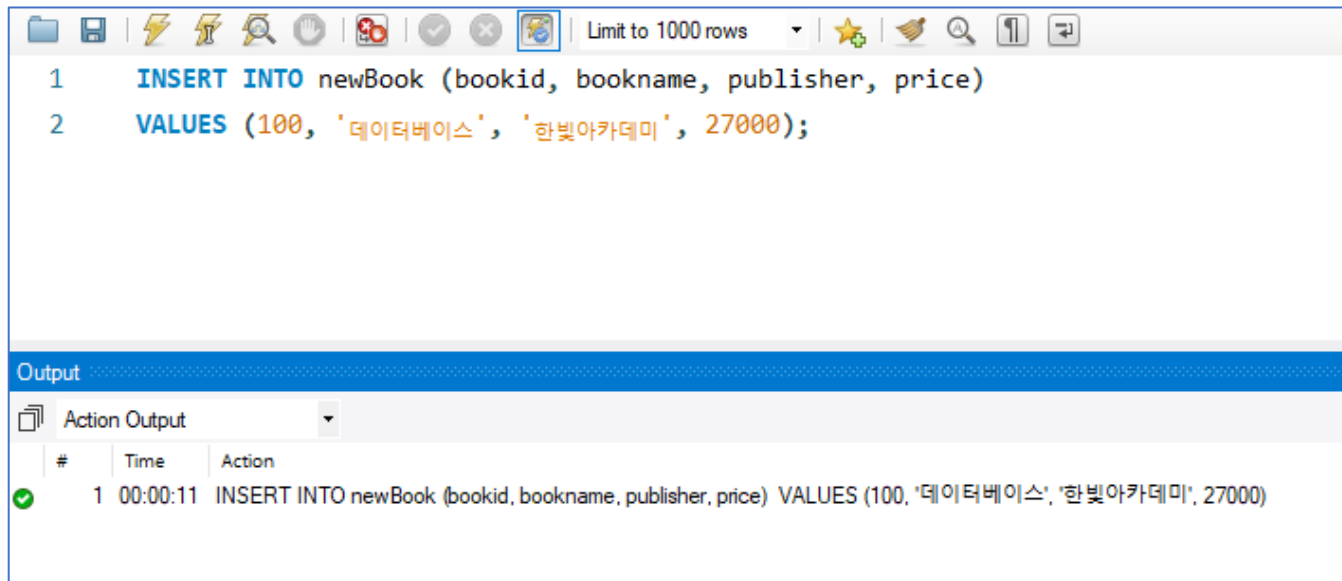 Limit to 1000 rows
1 INSERT INTO newBook (bookid, bookname, publisher, price)
2 VALUES (100, '데이터베이스', '한빛아카데미', 27000);
Output
Action Output
# Time Action
1 00:00:11 INSERT INTO newBook (bookid, bookname, publisher, price) VALUES (100, '데이터베이스', '한빛아카데미', 27000)